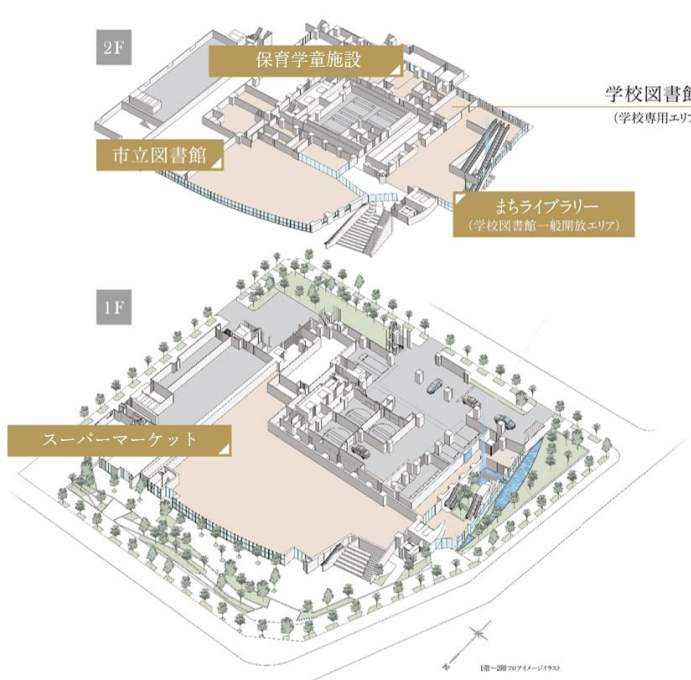 2F
保育学童施設
学校図書館
(学校専用エリア
市立図書館
まちライブラリー
(学校図書館一般開放エリア)
1F
スーパーマーケット
N
1階〜2階フロアイメージイラスト